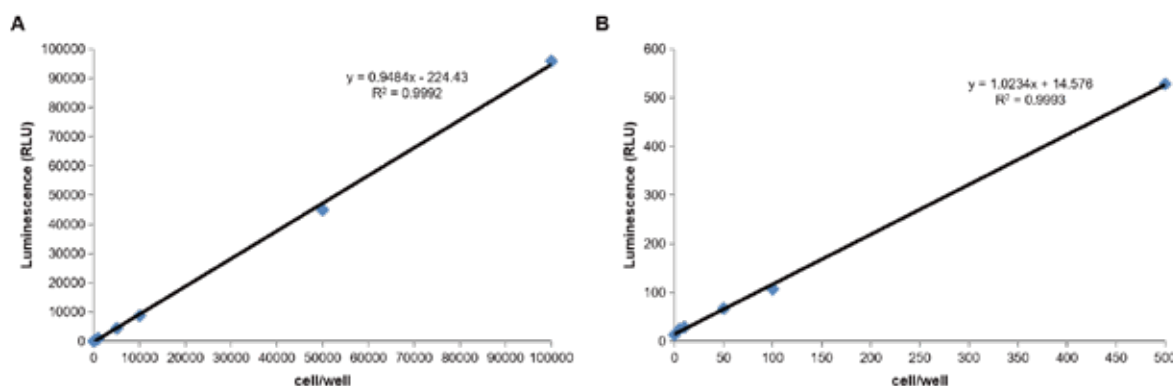 A
Luminescence (RLU)
100000
90000
80000
70000
60000
50000
40000
30000
20000
10000
0
y = 0.9484x - 224.43
R² = 0.9992
0 10000 20000 30000 40000 50000 60000 70000 80000 90000 100000
cell/well
B
Luminescence (RLU)
600
500
400
300
200
100
0
y = 1.0234x + 14.576
R² = 0.9993
0 50 100 150 200 250 300 350 400 450 500
cell/well